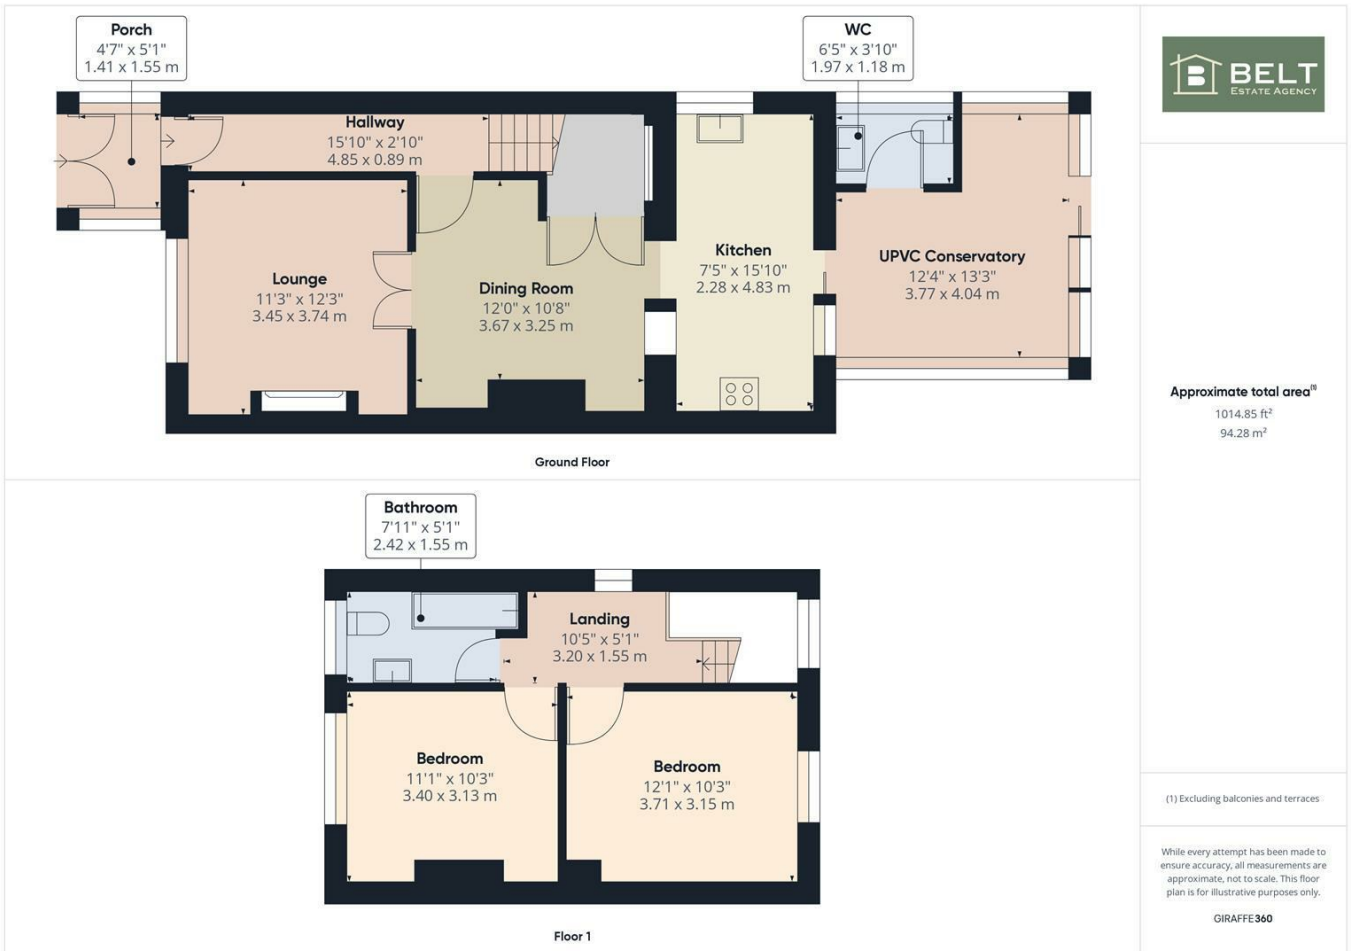 Porch
4'7" x 5'1"
1.41 x 1.55 m
WC
6'5" x 3'10"
1.97 x 1.18 m
Hallway
15'10" x 2'10"
4.85 x 0.89 m
Lounge
11'3" x 12'3"
3.45 x 3.74 m
Dining Room
12'0" x 10'8"
3.67 x 3.25 m
Kitchen
7'5" x 15'10"
2.28 x 4.83 m
UPVC Conservatory
12'4" x 13'3"
3.77 x 4.04 m
Ground Floor
Bathroom
7'11" x 5'1"
2.42 x 1.55 m
Landing
10'5" x 5'1"
3.20 x 1.55 m
Bedroom
11'1" x 10'3"
3.40 x 3.13 m
Bedroom
12'1" x 10'3"
3.71 x 3.15 m
Floor 1
B BELT
ESTATE AGENCY
Approximate total area(1)
1014.85 ft²
94.28 m²
(1) Excluding balconies and terraces
While every attempt has been made to
ensure accuracy, all measurements are
approximate, not to scale. This floor
plan is for illustrative purposes only.
GIRAFFE360